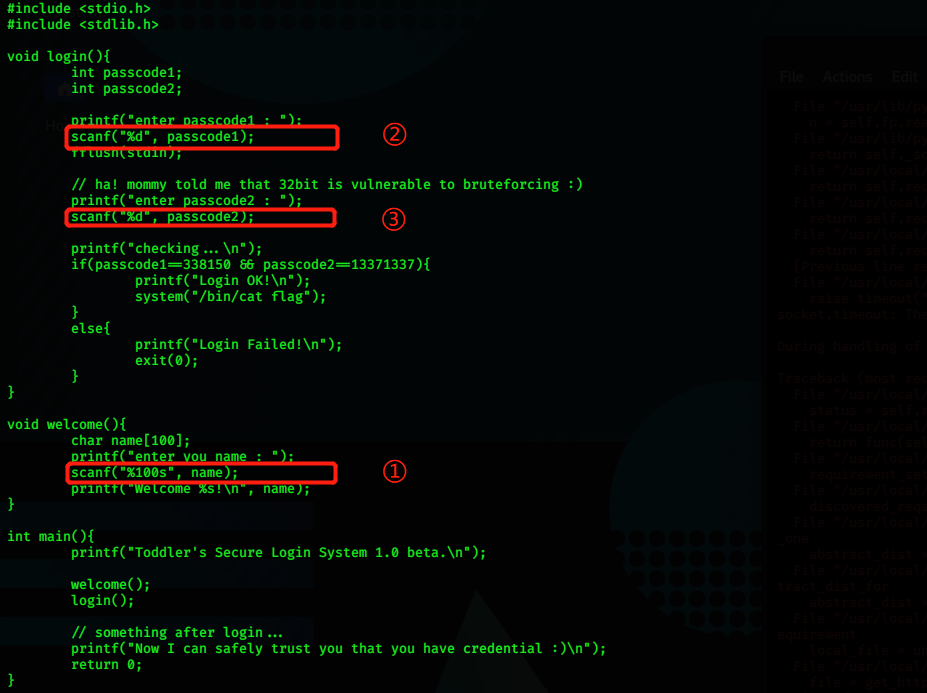 #include <stdio.h>
#include <stdlib.h>
void login(){
int passcode1;
int passcode2;
printf("enter passcode1 : ");
scanf("%d", passcode1);
②
fflush(stdin);
// ha! mommy told me that 32bit is vulnerable to bruteforcing :)
printf("enter passcode2 : ");
scanf("%d", passcode2);
③
printf("checking...\n");
if(passcode1==338150 && passcode2==13371337){
printf("Login OK!\n");
system("/bin/cat flag");
}
else{
printf("Login Failed!\n");
exit(0);
}
}
void welcome(){
char name[100];
printf("enter you name : ");
scanf("%100s", name);
①
printf("Welcome %s!\n", name);
}
int main(){
printf("Toddler's Secure Login System 1.0 beta.\n");
welcome();
login();
// something after login...
printf("Now I can safely trust you that you have credential :)\n");
return 0;
}
File Actions Edit